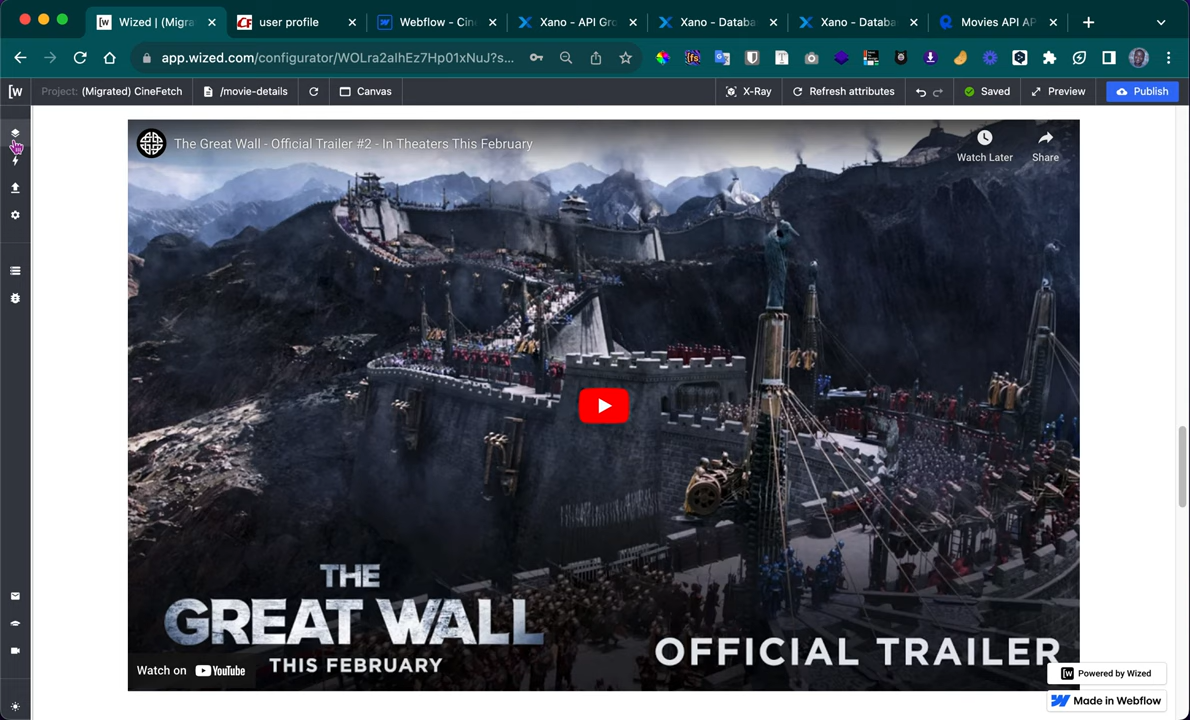 Wized | (Migra
user profile
Webflow - Cin
Xano - API Gro
Xano - Databa
Xano - Databa
Movies API AP
app.wized.com/configurator/WOLra2aIhEz7Hp01xNuJ?s...
Project: (Migrated) CineFetch
/movie-details
Canvas
X-Ray
Refresh attributes
Saved
Preview
Publish
The Great Wall - Official Trailer #2 - In Theaters This February
Watch Later
Share
THE
GREAT WALL
THIS FEBRUARY
OFFICIAL TRAILER
Watch on YouTube
Powered by Wized
Made in Webflow